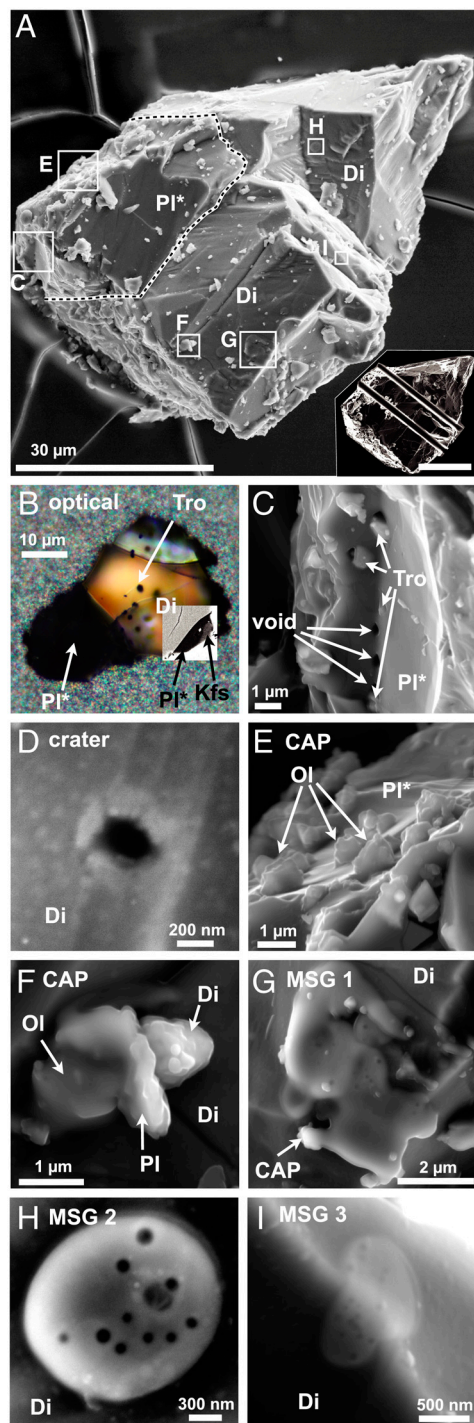 A
E
H
Pl*
Di
C
I
Di
F
G
30 µm
B optical
Tro
10 µm
Di
Pl* Kfs
Pl*
C
Tro
void
Pl*
1 µm
D crater
Di
200 nm
E CAP
Ol
Pl*
1 µm
F CAP
Di
Ol
Di
Pl
1 µm
G MSG 1
Di
CAP
2 µm
H MSG 2
Di
300 nm
I MSG 3
Di
500 nm